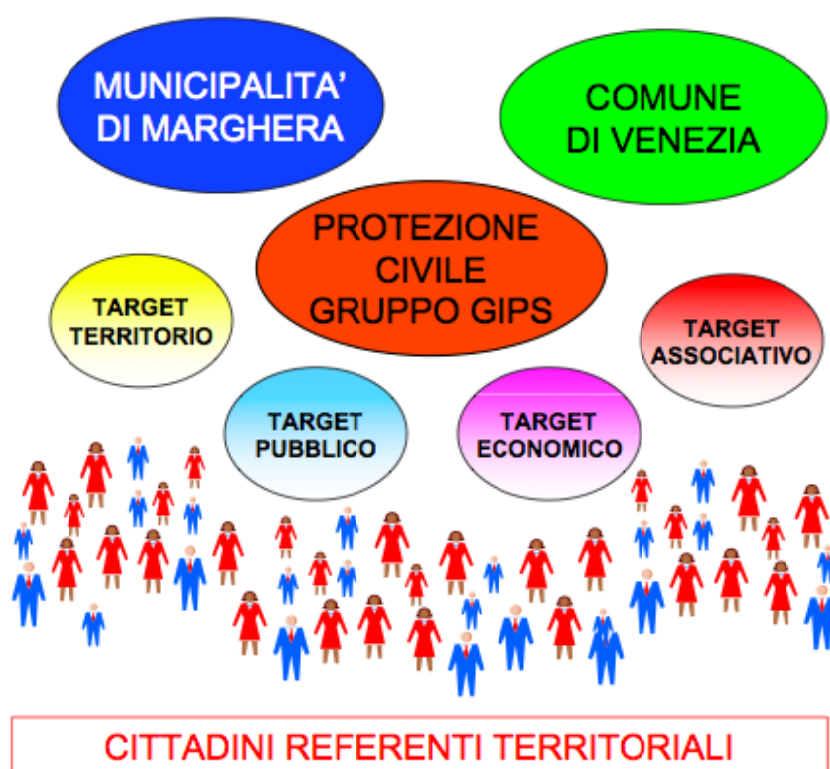 MUNICIPALITA'
DI MARGHERA
COMUNE
DI VENEZIA
PROTEZIONE
CIVILE
GRUPPO GIPS
TARGET
TERRITORIO
TARGET
ASSOCIATIVO
TARGET
PUBBLICO
TARGET
ECONOMICO
CITTADINI REFERENTI TERRITORIALI